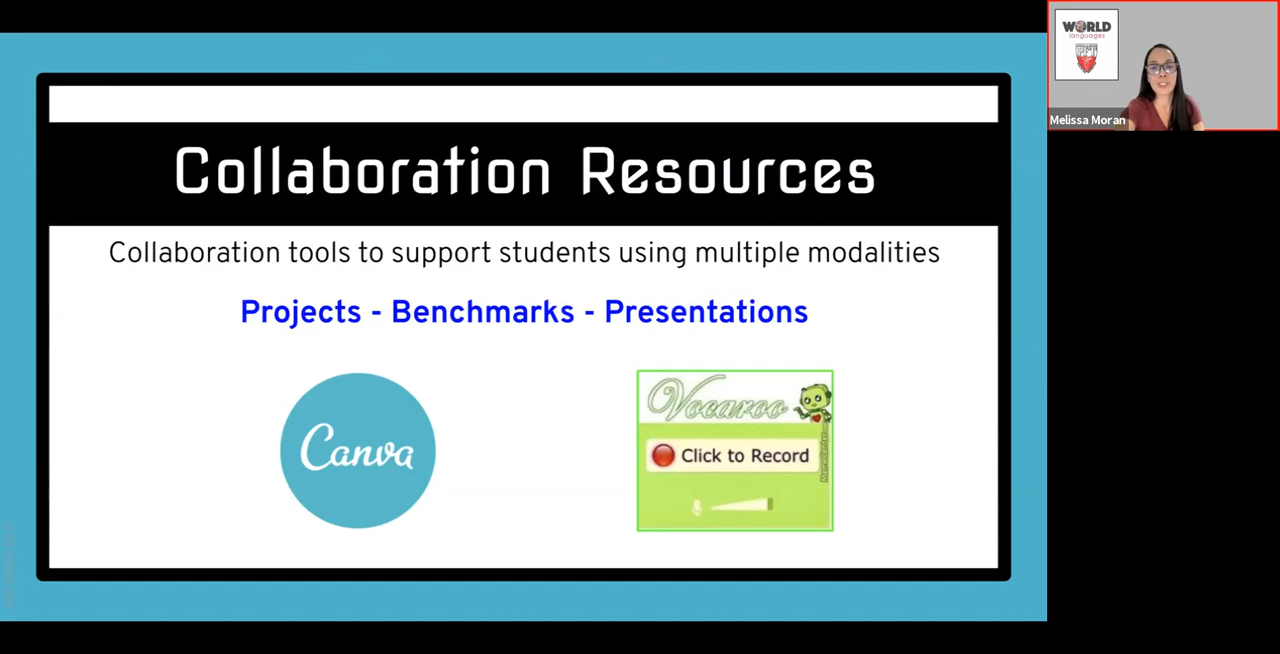 Collaboration Resources
Collaboration tools to support students using multiple modalities
Projects - Benchmarks - Presentations
Canva
Vocaroo
Click to Record
WORLD
languages
Melissa Moran